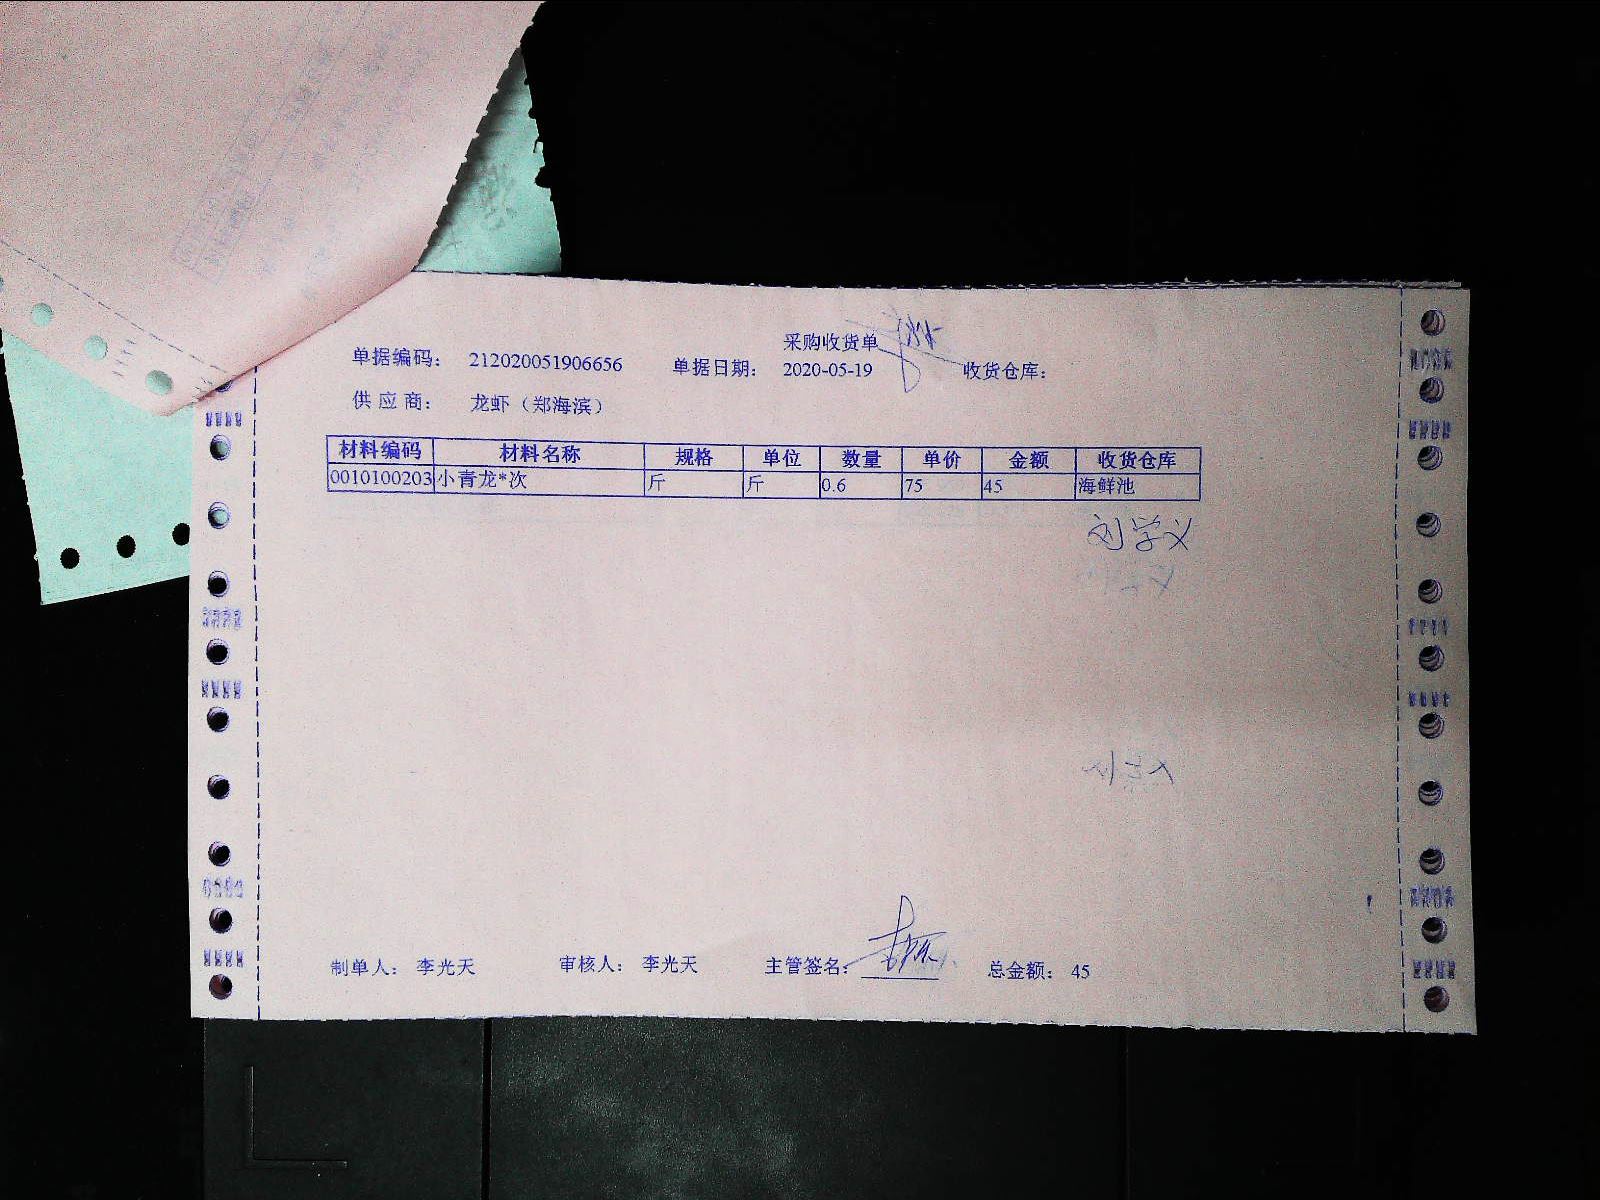 采购收货单
单据编码： 212020051906656 单据日期： 2020-05-19 收货仓库：
供应商： 龙虾（郑海滨）
材料编码 材料名称 规格 单位 数量 单价 金额 收货仓库
0010100203 小青龙*次 斤 斤 0.6 75 45 海鲜池
刘学义
制单人： 李光天 审核人： 李光天 主管签名： 总金额： 45